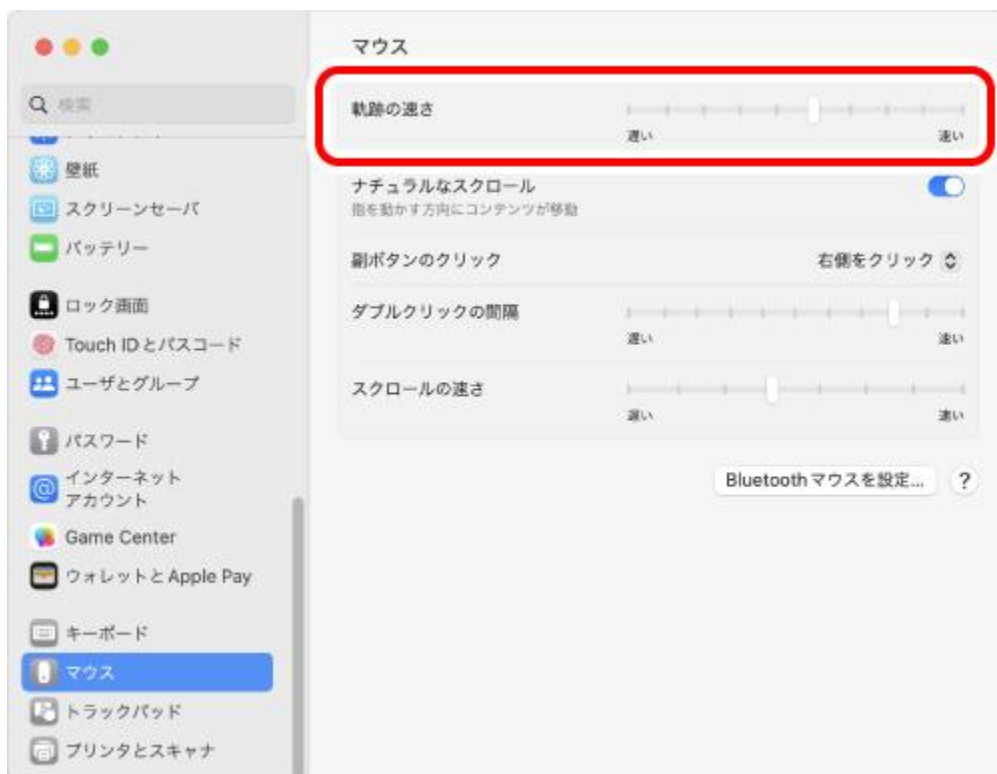 検索
壁紙
スクリーンセーバ
バッテリー
ロック画面
Touch IDとパスコード
ユーザとグループ
パスワード
インターネット
アカウント
Game Center
ウォレットとApple Pay
キーボード
マウス
トラックパッド
プリンタとスキャナ
マウス
軌跡の速さ
遅い 速い
ナチュラルなスクロール
指を動かす方向にコンテンツが移動
副ボタンのクリック 右側をクリック
ダブルクリックの間隔
遅い 速い
スクロールの速さ
遅い 速い
Bluetoothマウスを設定... ?